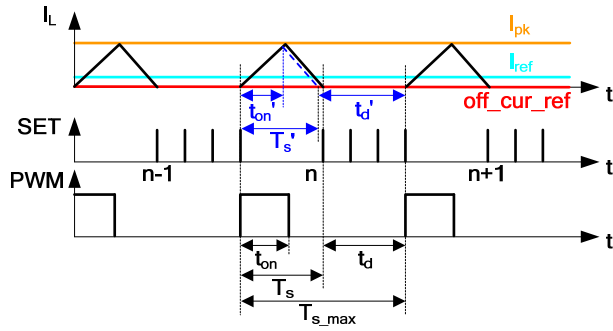 I_L
I_pk
I_ref
t
off_cur_ref
t_on'
t_d'
T_s'
SET
n-1
n
n+1
t
PWM
t
t_on
t_d
T_s
T_s_max